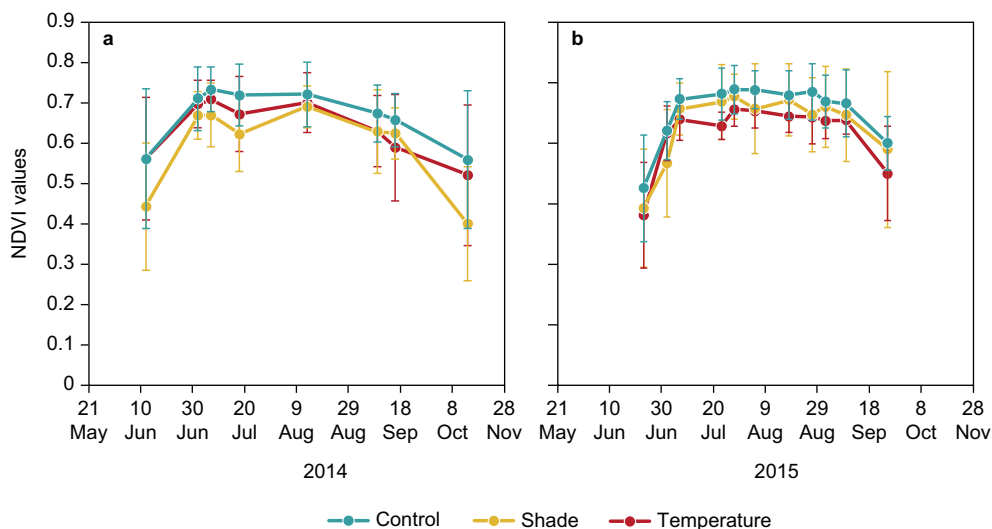 a
b
0.9
0.8
0.7
0.6
0.5
0.4
0.3
0.2
0.1
0
NDVI values
21 10 30 20 9 29 18 8 28
May Jun Jun Jul Aug Aug Sep Oct Nov
2014
21 10 30 20 9 29 18 8 28
May Jun Jun Jul Aug Aug Sep Oct Nov
2015
Control Shade Temperature